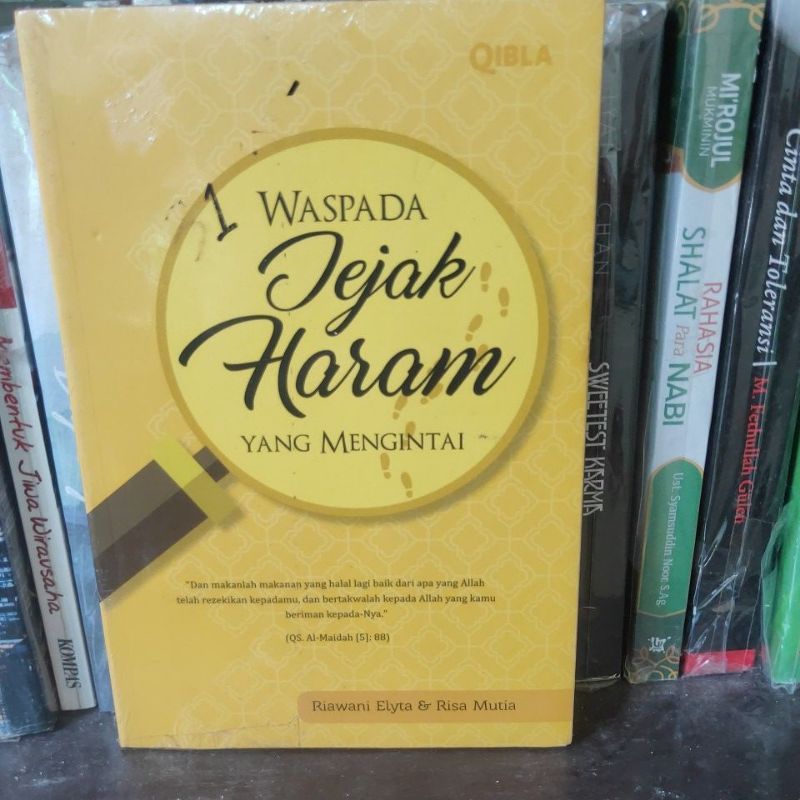 QIBLA
1
WASPADA
Jejak
Haram
YANG MENGINTAI
"Dan makanlah makanan yang halal lagi baik dari apa yang Allah
telah rezekikan kepadamu, dan bertakwalah kepada Allah yang kamu
beriman kepada-Nya."
(QS. Al-Maidah [5]: 88)
Riawani Elyta & Risa Mutia
Membentuk Jiwa Wirausaha
KOMPAS
CHAN
SWEETEST KARMA
MI'ROJUL
MUKMININ
RAHASIA
SHALAT Para NABI
Ust. Syamsuddin Noor, S.Ag
Cinta dan Toleransi
M. Fethullah Gulen